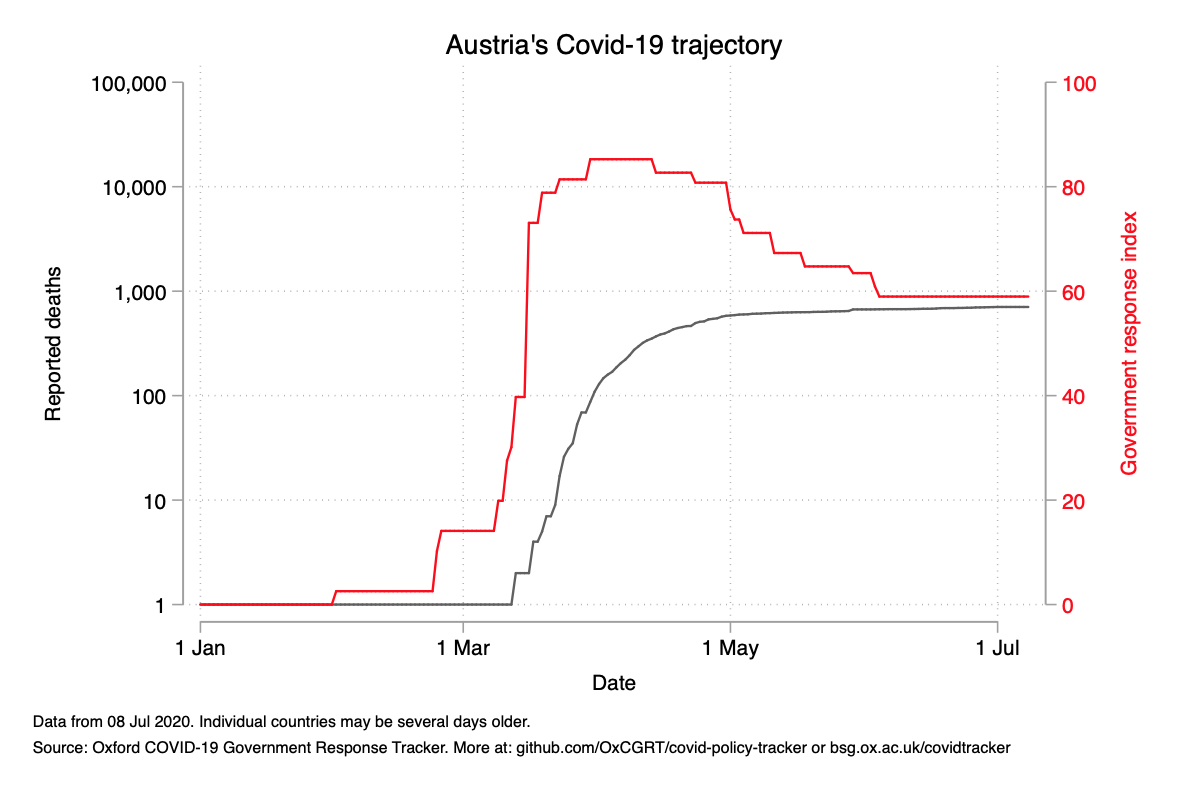 Austria's Covid-19 trajectory
100,000
10,000
1,000
100
10
1
Reported deaths
100
80
60
40
20
0
Government response index
1 Jan
1 Mar
1 May
1 Jul
Date
Data from 08 Jul 2020. Individual countries may be several days older.
Source: Oxford COVID-19 Government Response Tracker. More at: github.com/OxCGRT/covid-policy-tracker or bsg.ox.ac.uk/covidtracker